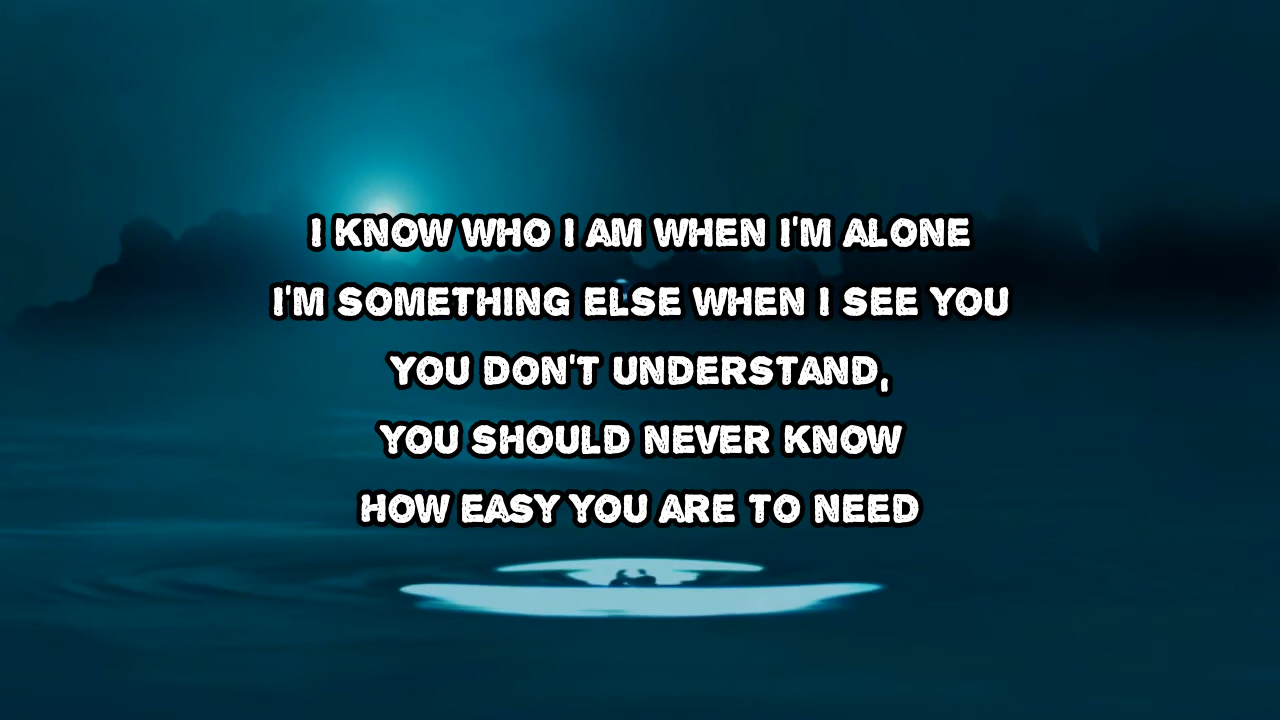 I KNOW WHO I AM WHEN I'M ALONE
I'M SOMETHING ELSE WHEN I SEE YOU
YOU DON'T UNDERSTAND,
YOU SHOULD NEVER KNOW
HOW EASY YOU ARE TO NEED